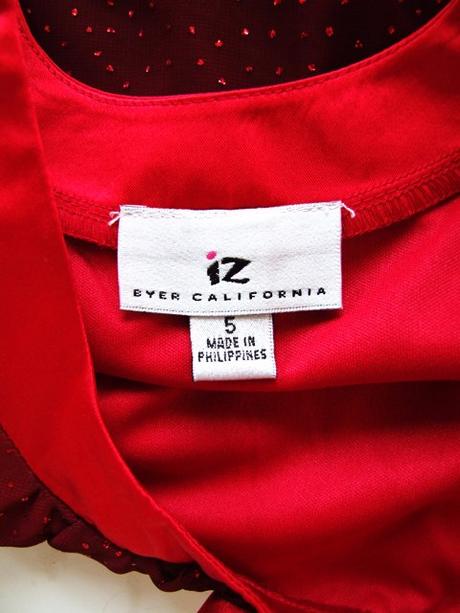 iz
BYER CALIFORNIA
5
MADE IN
PHILIPPINES